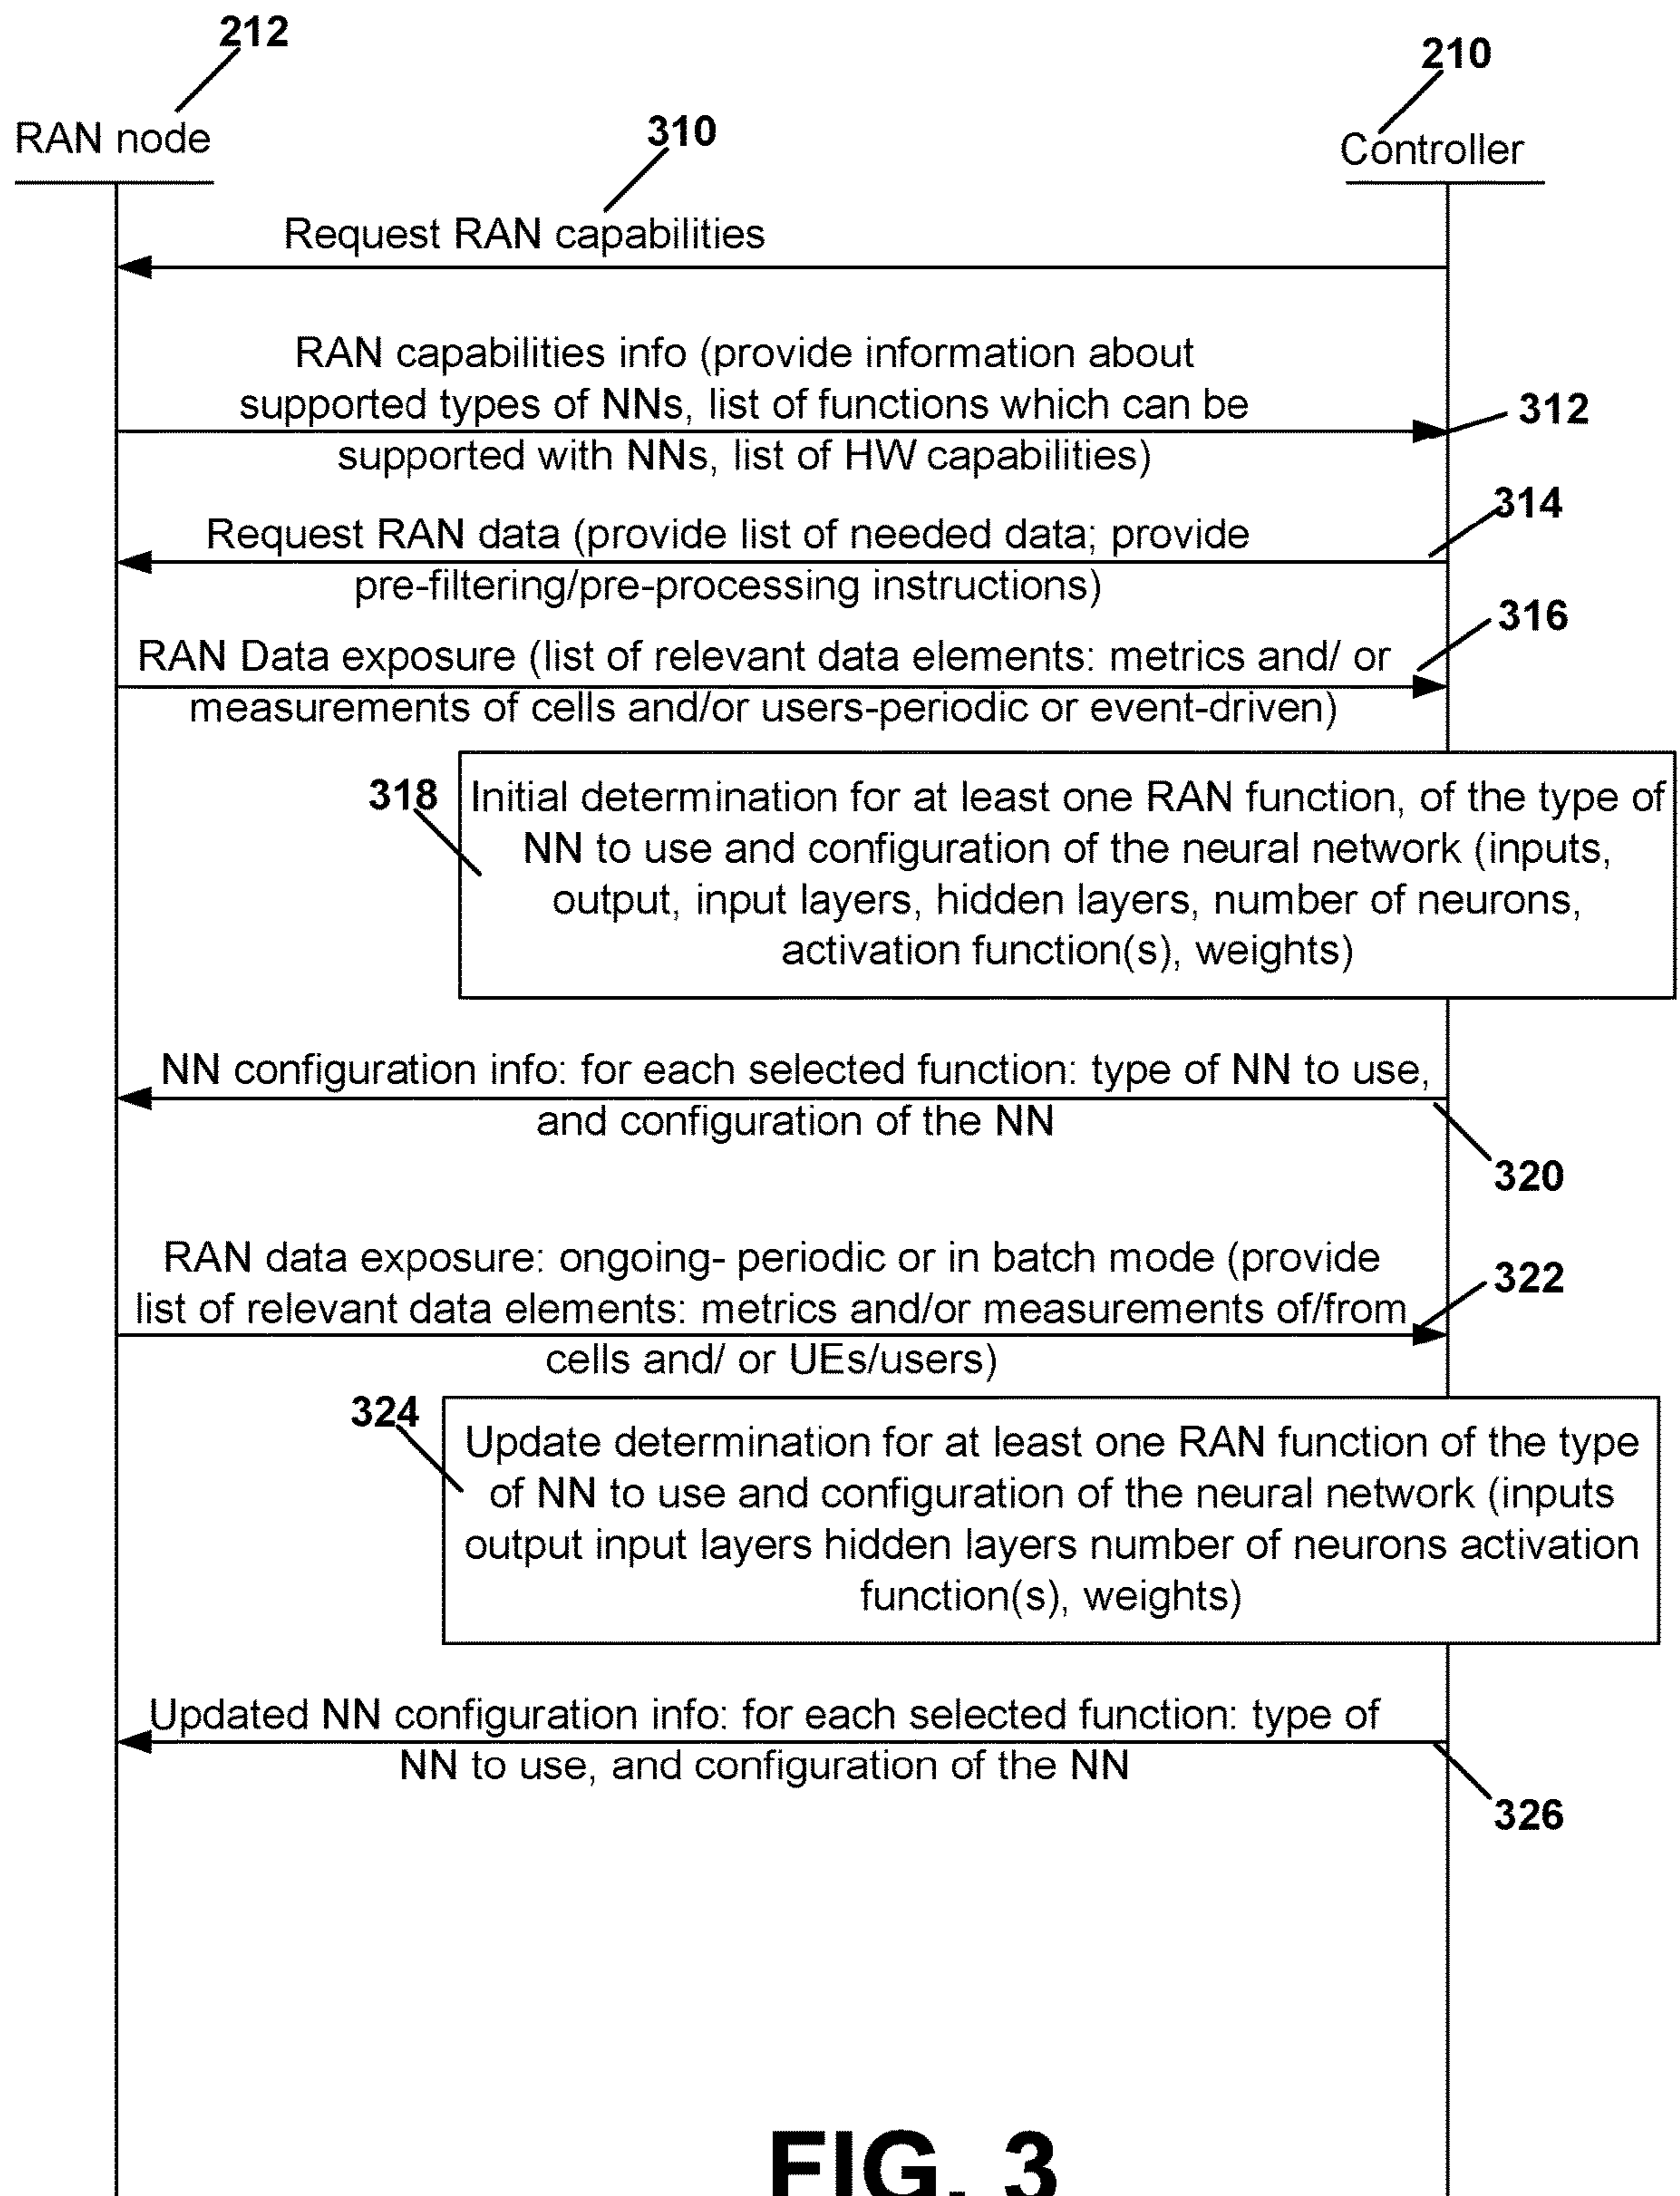 212
210
RAN node
310
Controller
Request RAN capabilities
RAN capabilities info (provide information about
supported types of NNs, list of functions which can be
312
supported with NNs, list of HW capabilities)
314
Request RAN data (provide list of needed data; provide
pre-filtering/pre-processing instructions)
316
RAN Data exposure (list of relevant data elements: metrics and/ or
measurements of cells and/or users-periodic or event-driven)
318
Initial determination for at least one RAN function, of the type of
NN to use and configuration of the neural network (inputs,
output, input layers, hidden layers, number of neurons,
activation function(s), weights)
NN configuration info: for each selected function: type of NN to use,
and configuration of the NN
320
RAN data exposure: ongoing- periodic or in batch mode (provide
322
list of relevant data elements: metrics and/or measurements of/from
cells and/ or UEs/users)
324
Update determination for at least one RAN function of the type
of NN to use and configuration of the neural network (inputs
output input layers hidden layers number of neurons activation
function(s), weights)
Updated NN configuration info: for each selected function: type of
NN to use, and configuration of the NN
326
FIG. 3